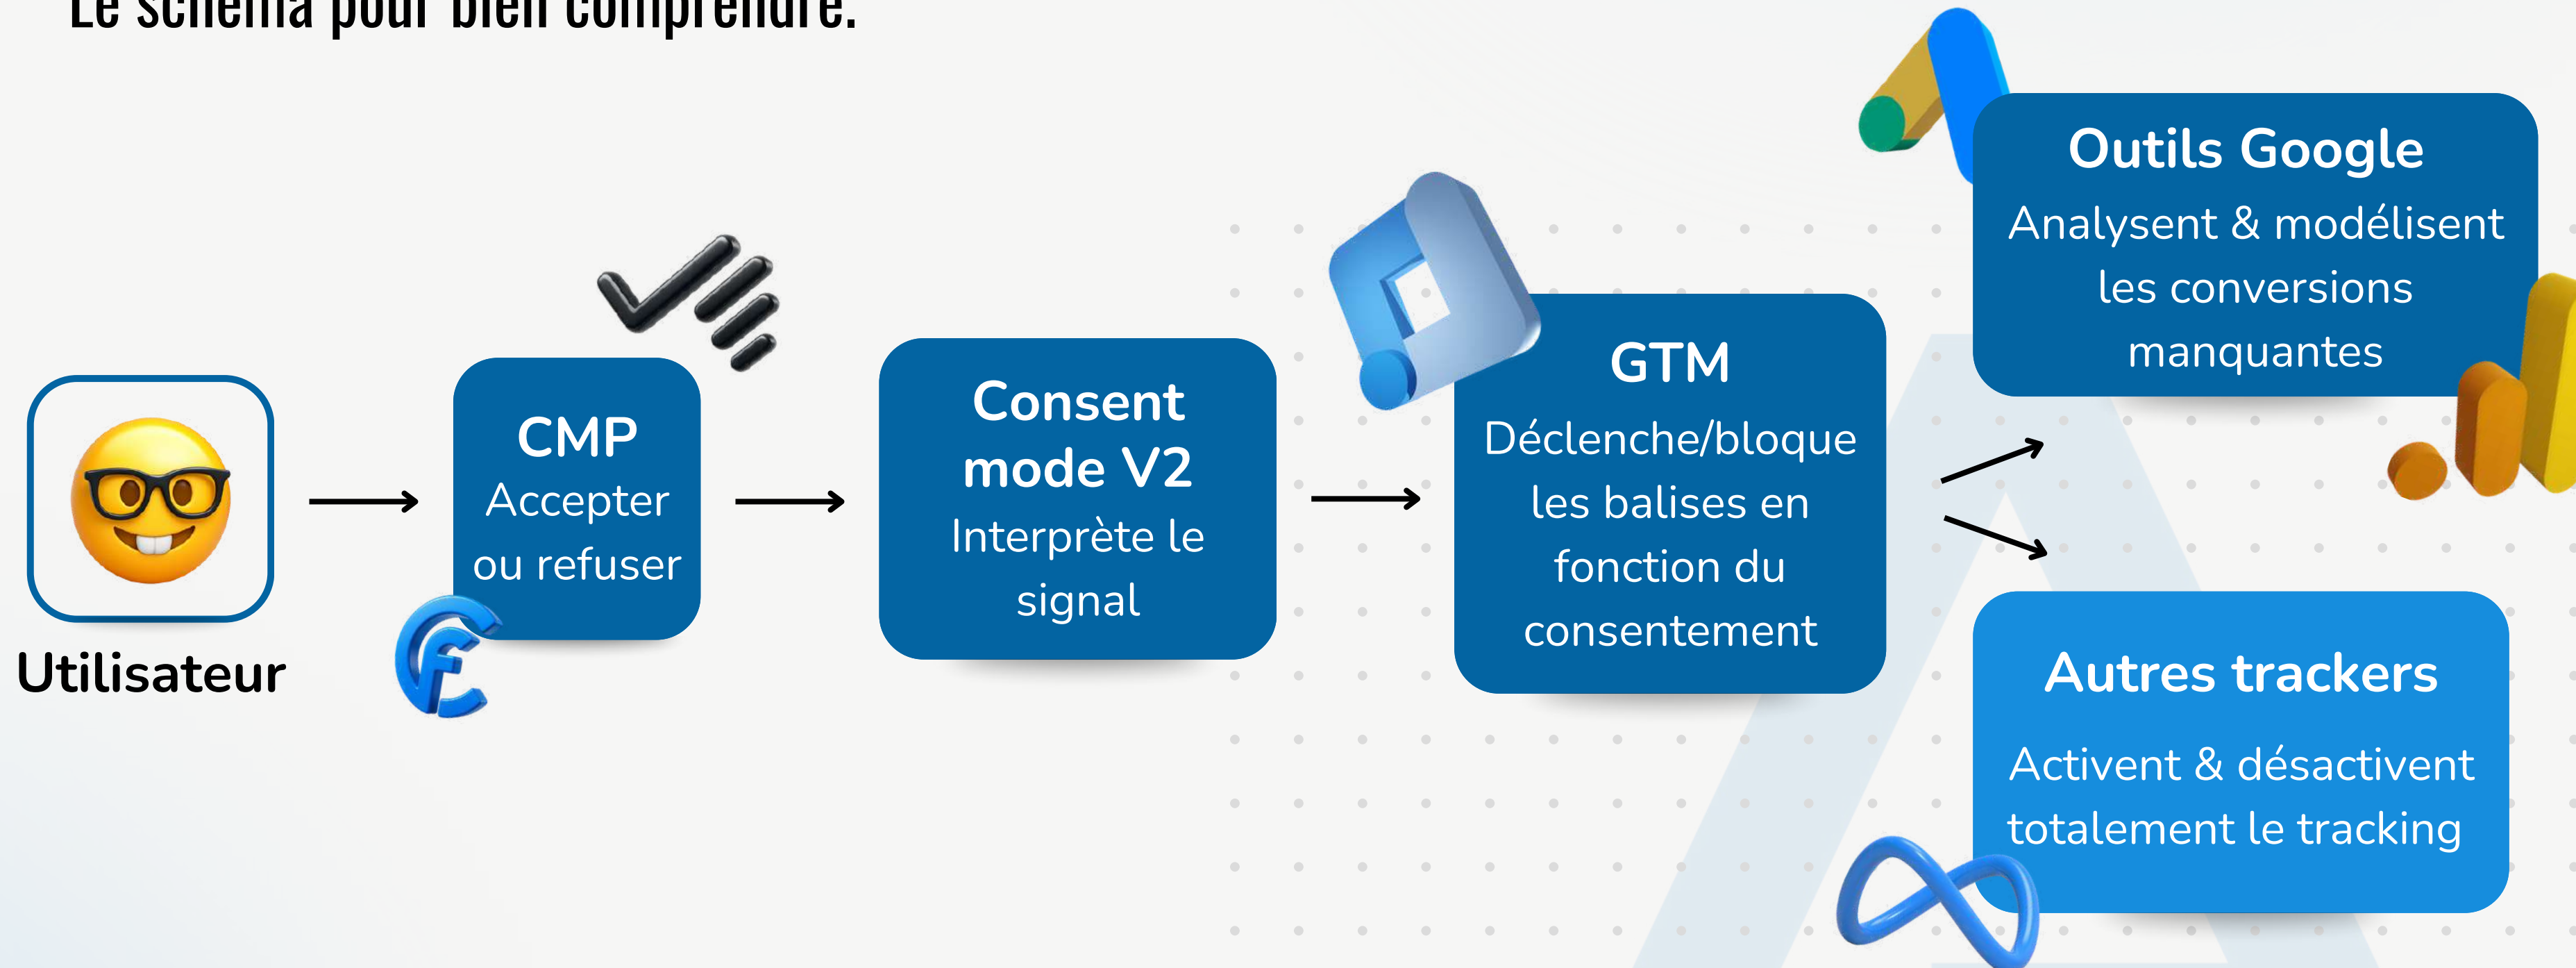 Le schéma pour bien comprendre.
Utilisateur
CMP
Accepter
ou refuser
Consent
mode V2
Interprète le
signal
GTM
Déclenche/bloque
les balises en
fonction du
consentement
Outils Google
Analysent & modélisent
les conversions
manquantes
Autres trackers
Activent & désactivent
totalement le tracking